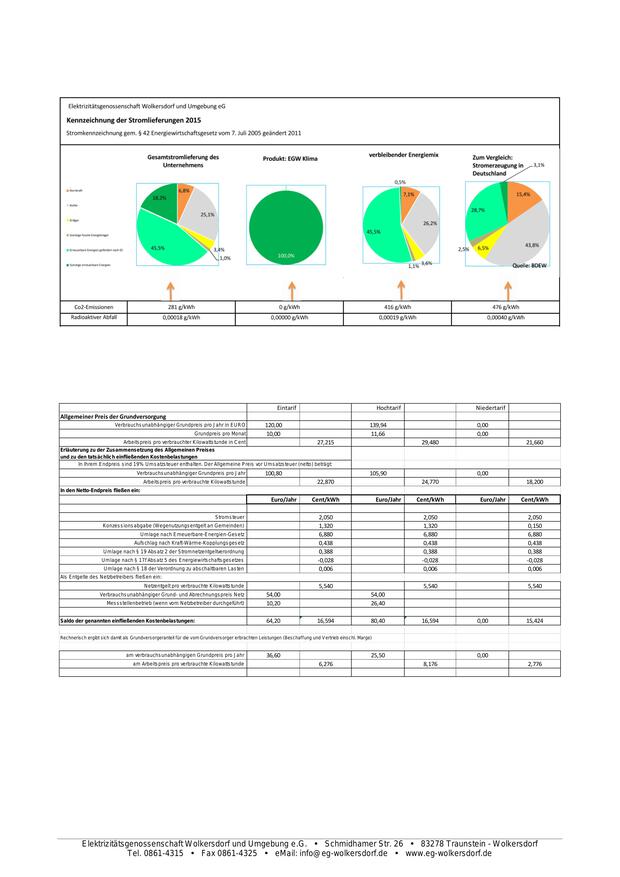 Elektrizitätsgenossenschaft Wolkersdorf und Umgebung eG
Kennzeichnung der Stromlieferungen 2015
Stromkennzeichnung gem. § 42 Energiewirtschaftsgesetz vom 7. Juli 2005 geändert 2011
Gesamtstromlieferung des Unternehmens
Produkt: EGW Klima
verbleibender Energiemix
Zum Vergleich: Stromerzeugung in Deutschland
Kernkraft
Kohle
Erdgas
Sonstige fossile Energieträger
Erneuerbare Energien, gefördert nach EEG
Sonstige erneuerbare Energien
6,8%
25,1%
3,4%
1,0%
45,5%
18,2%
100,0%
0,5%
7,1%
26,2%
3,6%
1,1%
45,5%
3,1%
15,4%
43,8%
6,5%
2,5%
28,7%
Quelle: BDEW
Co2-Emissionen 281 g/kWh 0 g/kWh 416 g/kWh 476 g/kWh
Radioaktiver Abfall 0,00018 g/kWh 0,00000 g/kWh 0,00019 g/kWh 0,00040 g/kWh
Eintarif Hochtarif Niedertarif
Allgemeiner Preis der Grundversorgung
Verbrauchsunabhängiger Grundpreis pro Jahr in EURO 120,00 139,94 0,00
Grundpreis pro Monat 10,00 11,66 0,00
Arbeitspreis pro verbrauchter Kilowattstunde in Cent 27,215 29,480 21,660
Erläuterung zu der Zusammensetzung des Allgemeinen Preises
und zu den tatsächlich einfließenden Kostenbelastungen
In Ihrem Endpreis sind 19% Umsatzsteuer enthalten. Der Allgemeine Preis vor Umsatzsteuer (netto) beträgt:
Verbrauchsunabhängiger Grundpreis pro Jahr 100,80 105,90 0,00
Arbeitspreis pro verbrauchte Kilowattstunde 22,870 24,770 18,200
In den Netto-Endpreis fließen ein:
Euro/Jahr Cent/kWh Euro/Jahr Cent/kWh Euro/Jahr Cent/kWh
Stromsteuer 2,050 2,050 2,050
Konzessionsabgabe (Wegenutzungsentgelt an Gemeinden) 1,320 1,320 0,150
Umlage nach Erneuerbare-Energien-Gesetz 6,880 6,880 6,880
Aufschlag nach Kraft-Wärme-Kopplungsgesetz 0,438 0,438 0,438
Umlage nach § 19 Absatz 2 der Stromnetzentgeltverordnung 0,388 0,388 0,388
Umlage nach § 17f Absatz 5 des Energiewirtschaftsgesetzes -0,028 -0,028 -0,028
Umlage nach § 18 der Verordnung zu abschaltbaren Lasten 0,006 0,006 0,006
Als Entgelte des Netzbetreibers fließen ein:
Netzentgelt pro verbrauchte Kilowattstunde 5,540 5,540 5,540
Verbrauchsunabhängiger Grund- und Abrechnungspreis Netz 54,00 54,00
Messstellenbetrieb (wenn vom Netzbetreiber durchgeführt) 10,20 26,40
Saldo der genannten einfließenden Kostenbelastungen: 64,20 16,594 80,40 16,594 0,00 15,424
Rechnerisch ergibt sich damit als Grundversorgeranteil für die vom Grundversorger erbrachten Leistungen (Beschaffung und Vertrieb einschl. Marge)
am verbrauchsunabhängigen Grundpreis pro Jahr 36,60 25,50 0,00
am Arbeitspreis pro verbrauchte Kilowattstunde 6,276 8,176 2,776
Elektrizitätsgenossenschaft Wolkersdorf und Umgebung e.G. • Schmidhamer Str. 26 • 83278 Traunstein - Wolkersdorf
Tel. 0861-4315 • Fax 0861-4325 • eMail: info@eg-wolkersdorf.de • www.eg-wolkersdorf.de